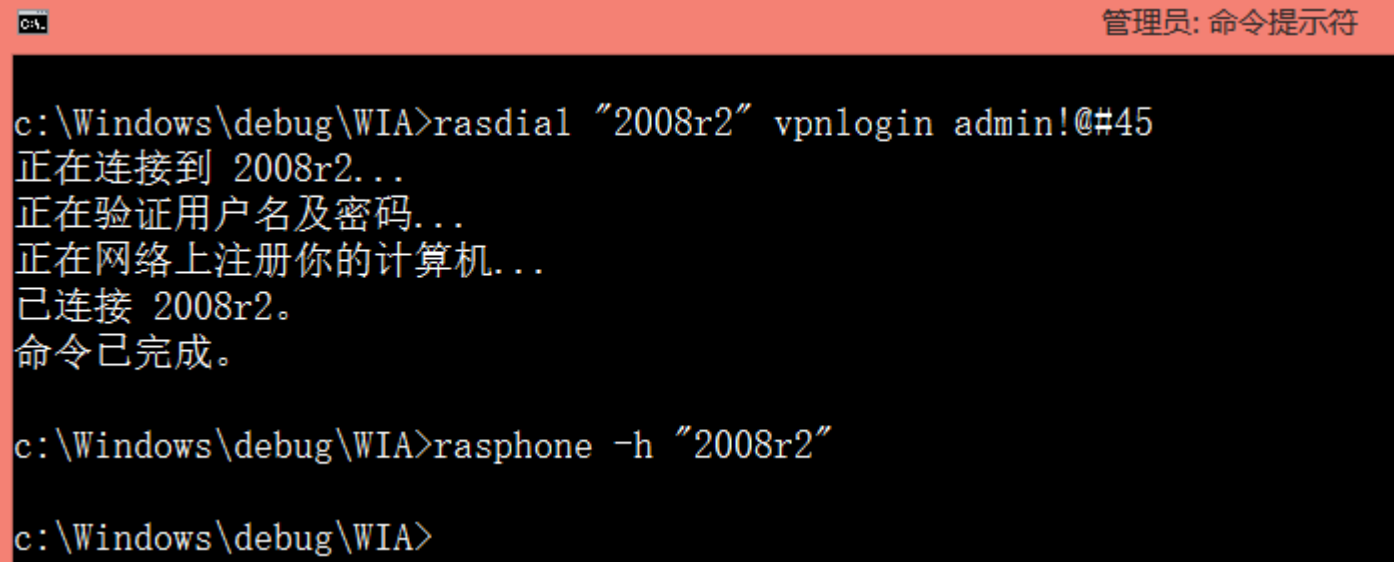 管理员: 命令提示符
c:\Windows\debug\WIA>rasdial "2008r2" vpnlogin admin!@#45
正在连接到 2008r2...
正在验证用户名及密码...
正在网络上注册你的计算机...
已连接 2008r2。
命令已完成。
c:\Windows\debug\WIA>rasphone -h "2008r2"
c:\Windows\debug\WIA>